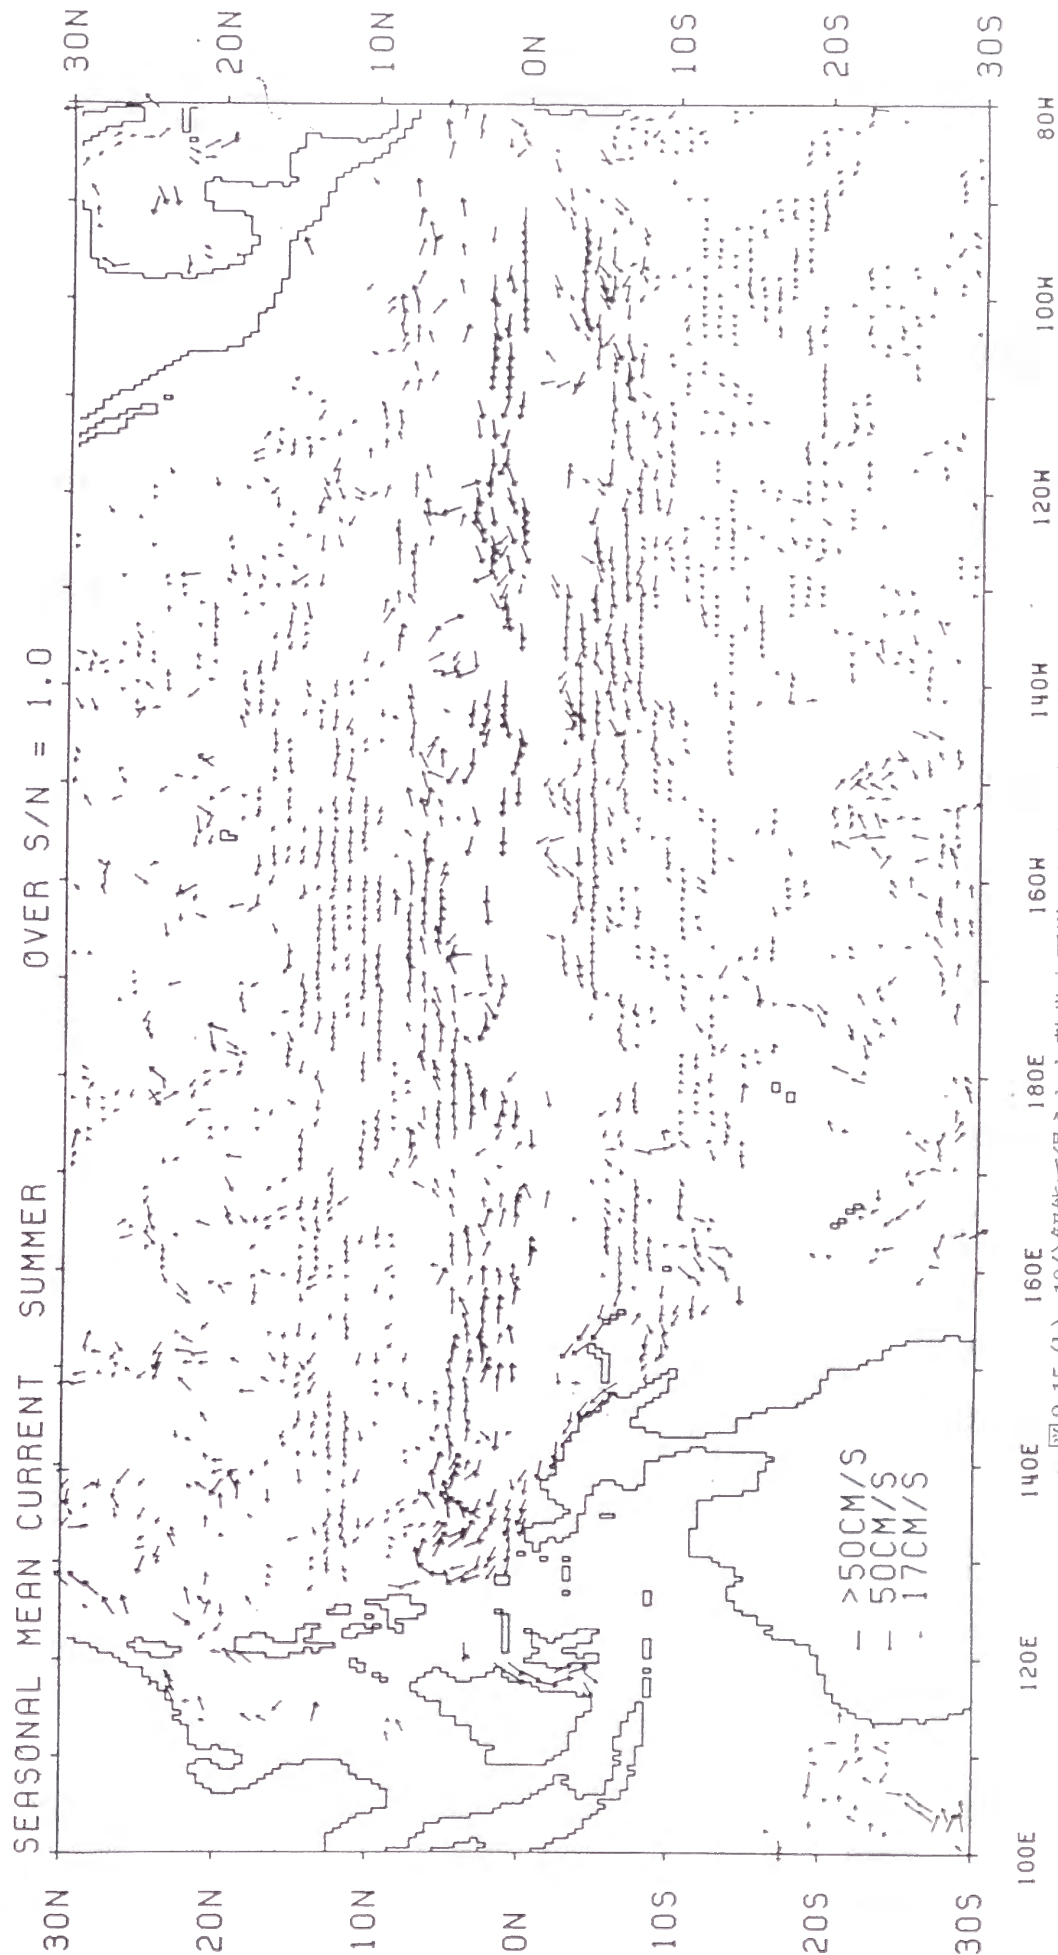 SEASONAL MEAN CURRENT SUMMER OVER S/N = 1.0
30N 30N
20N 20N
10N 10N
0N 0N
10S 10S
20S 20S
30S 30S
>50CM/S
50CM/S
17CM/S
100E 120E 140E 160E 180E 160W 140W 120W 100W 80W